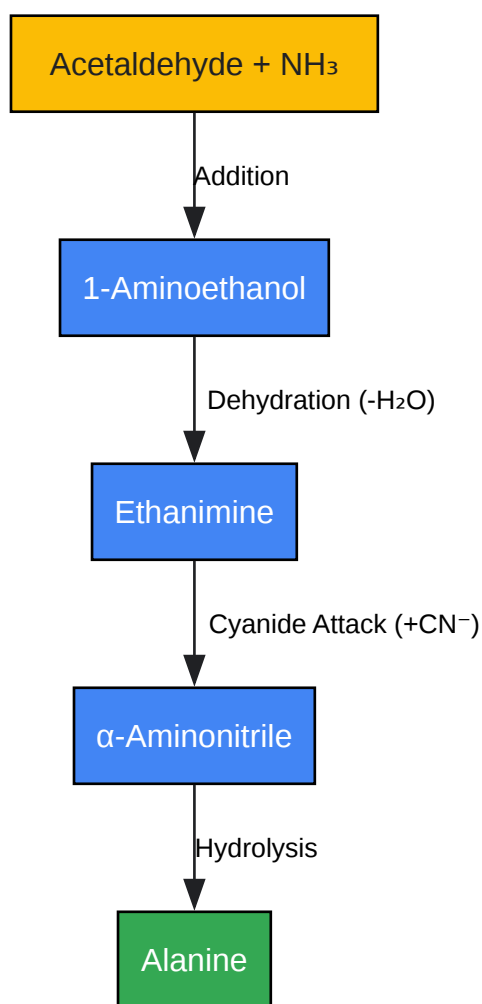 Acetaldehyde + NH₃
Addition
1-Aminoethanol
Dehydration (-H₂O)
Ethanimine
Cyanide Attack (+CN⁻)
α-Aminonitrile
Hydrolysis
Alanine